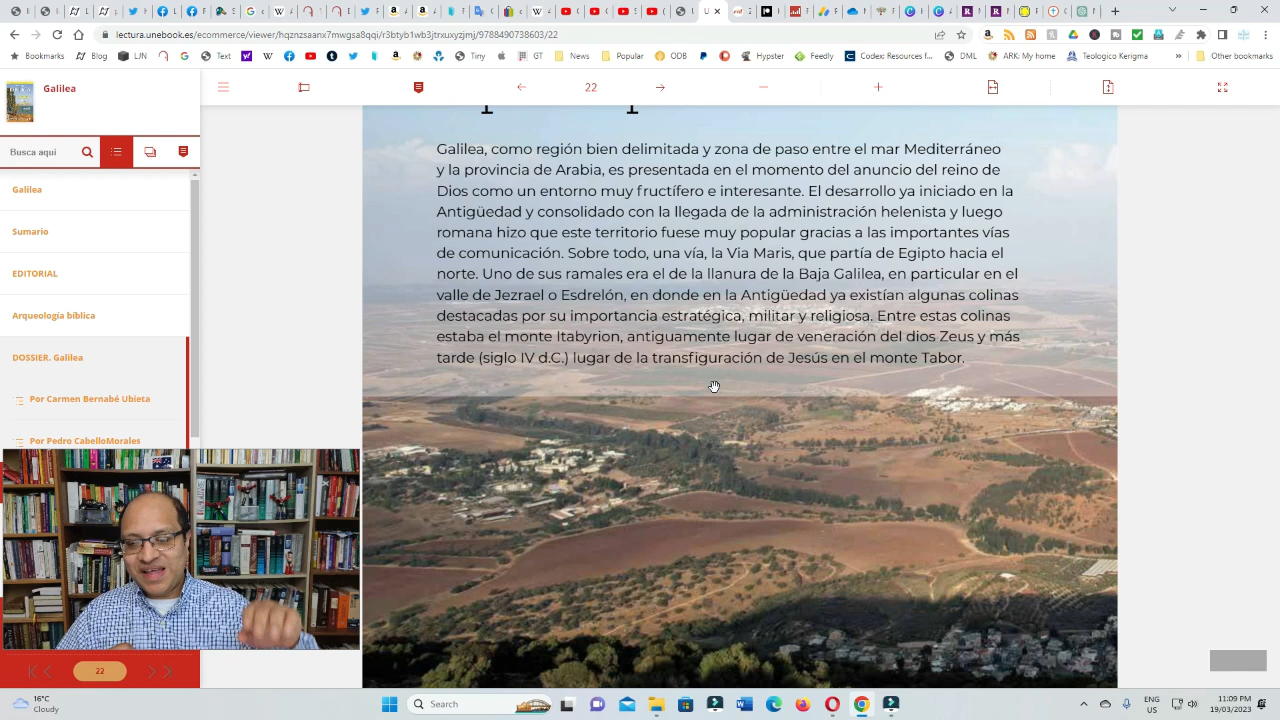 lectura.unebook.es/hqznzsaanx7mwgsa8qqi/r3btyb1wb3jtrxuxyzjmj/9788490738603/22
Bookmarks
Blog
LJN
Text
W!
Tiny
News
Popular
ODB
P.
Feedly
Codex Resurgentis...
DML
ARK: My home
Teologico Kerigma
»
Other bookmarks
Galilea
22
Busca aquí
Galilea
Sumario
EDITORIAL
Arqueología bíblica
DOSSIER. Galilea
Por Carmen Bernabé Ubieta
Por Pedro CabelloMorales
Galilea, como región bien delimitada y zona de paso entre el mar Mediterráneo
y la provincia de Arabia, es presentada en el momento del anuncio del reino de
Dios como un entorno muy fructífero e interesante. El desarrollo ya iniciado en la
Antigüedad y consolidado con la llegada de la administración helenista y luego
romana hizo que este territorio fuese muy popular gracias a las importantes vías
de comunicación. Sobre todo, una vía, la Via Maris, que partía de Egipto hacia el
norte. Uno de sus ramales era el de la llanura de la Baja Galilea, en particular en el
valle de Jezrael o Esdrelón, en donde en la Antigüedad ya existían algunas colinas
destacadas por su importancia estratégica, militar y religiosa. Entre estas colinas
estaba el monte Itabyrion, antiguamente lugar de veneración del dios Zeus y más
tarde (siglo IV d.C.) lugar de la transfiguración de Jesús en el monte Tabor.
22
16°C
Cloudy
Search
ENG
US
11:09 PM
19/03/2023